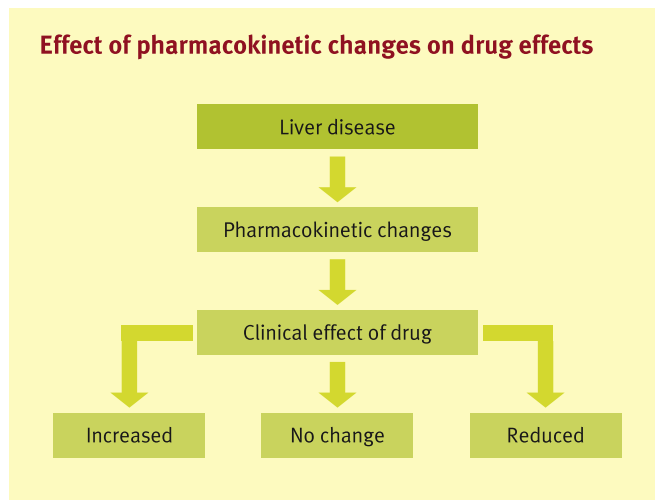 Effect of pharmacokinetic changes on drug effects
Liver disease
Pharmacokinetic changes
Clinical effect of drug
Increased
No change
Reduced